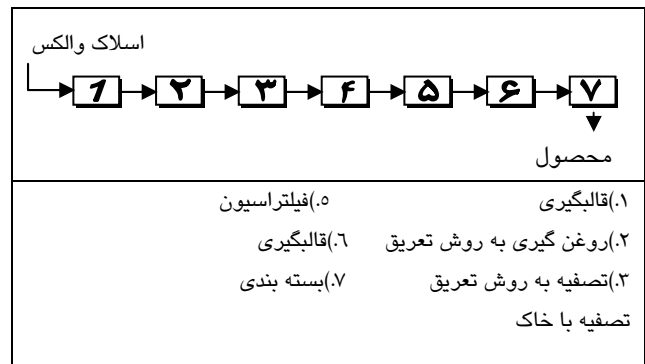 اسلاک والکس
۱ ۲ ۳ ۴ ۵ ۶ ۷
محصول
۱.)قالبگیری ۵.)فیلتراسیون
۲.)روغن گیری به روش تعریق ۶.)قالبگیری
۳.)تصفیه به روش تعریق ۷.)بسته بندی
تصفیه با خاک